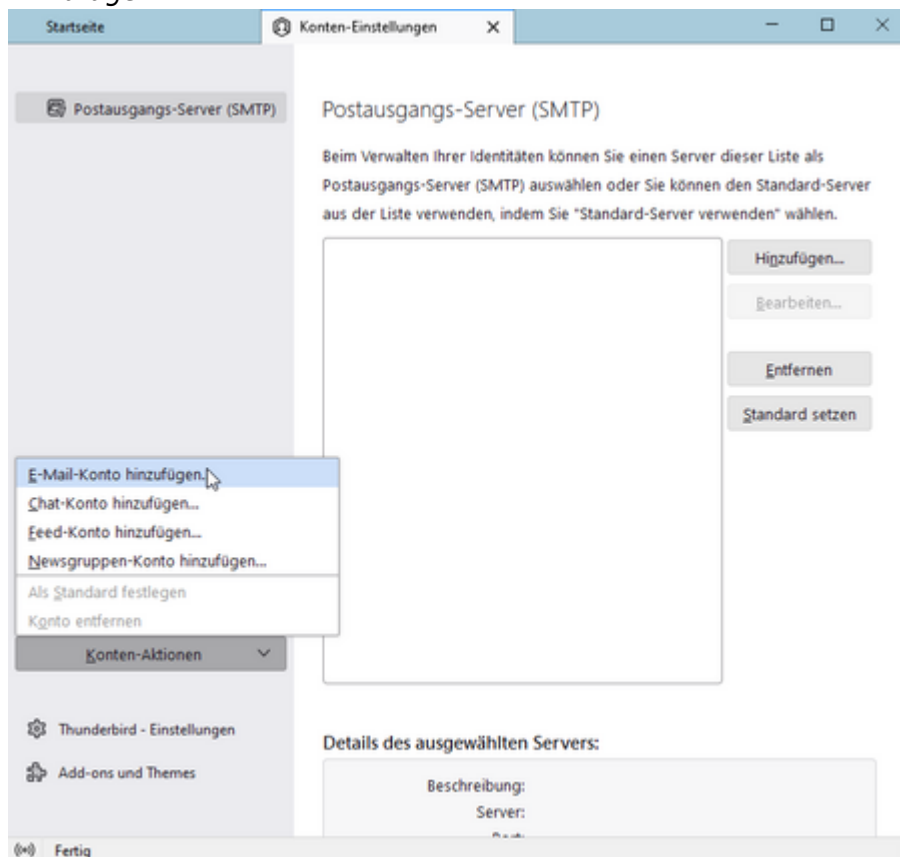 Startseite
Konten-Einstellungen
Postausgangs-Server (SMTP)
Postausgangs-Server (SMTP)
Beim Verwalten Ihrer Identitäten können Sie einen Server dieser Liste als
Postausgangs-Server (SMTP) auswählen oder Sie können den Standard-Server
aus der Liste verwenden, indem Sie "Standard-Server verwenden" wählen.
Hinzufügen...
Bearbeiten...
Entfernen
Standard setzen
E-Mail-Konto hinzufügen...
Chat-Konto hinzufügen...
Feed-Konto hinzufügen...
Newsgruppen-Konto hinzufügen...
Als Standard festlegen
Konto entfernen
Konten-Aktionen
Thunderbird - Einstellungen
Add-ons und Themes
Details des ausgewählten Servers:
Beschreibung:
Server:
Fertig